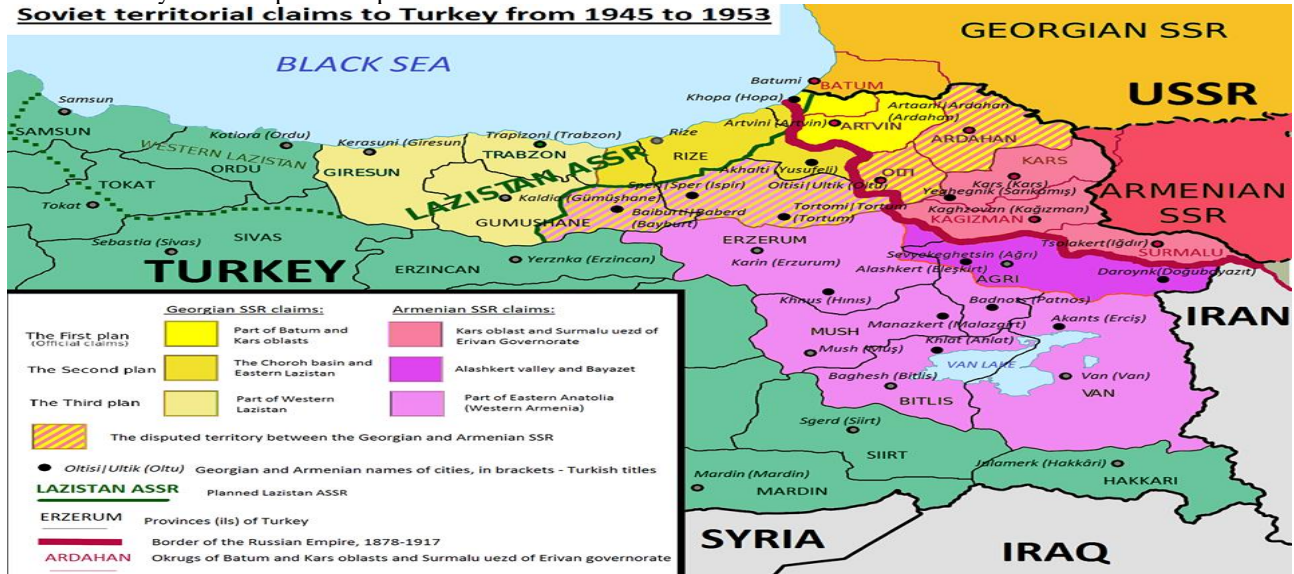 Soviet territorial claims to Turkey from 1945 to 1953
BLACK SEA
GEORGIAN SSR
USSR
ARMENIAN
SSR
TURKEY
IRAN
SYRIA
IRAQ
LAZISTAN ASSR
WESTERN LAZISTAN
VAN LAKE
Batumi
BATUM
Khopa (Hopa)
Artvini (Artvin)
ARTVIN
Artaani/Ardahan
(Ardahan)
ARDAHAN
Samsun
SAMSUN
Kotiora (Ordu)
ORDU
Kerasuni (Giresun)
GIRESUN
Trapizoni (Trabzon)
TRABZON
Rize
RIZE
Akhalti (Yusufeli)
OLTI
Oltisi/Ultik (Oltu)
KARS
Kars (Kars)
Yeghegnik (Sarıkamış)
Kaghzovan (Kağızman)
KAGIZMAN
TOKAT
Tokat
Kaldia (Gümüşhane)
GUMUSHANE
Speri/Sper (Ispir)
Baiburti/Baberd
(Bayburt)
Tortomi/Tortum
(Tortum)
Tsolakert(Iğdır)
SURMALU
Sebastia (Sivas)
SIVAS
ERZINCAN
Yerznka (Erzincan)
ERZERUM
Karin (Erzurum)
Sevyekeghetsin (Ağrı)
Alashkert (Eleşkirt)
AGRI
Daroynk(Doğubayazıt)
Khnus (Hınıs)
Badnots (Patnos)
Manazkert (Malazgirt)
Akants (Erciş)
MUSH
Mush (Muş)
Khlat (Ahlat)
Baghesh (Bitlis)
BITLIS
Van (Van)
VAN
Sgerd (Siirt)
SIIRT
Mardin (Mardin)
MARDIN
Julamerk (Hakkâri)
HAKKARI
Georgian SSR claims:
Armenian SSR claims:
The First plan
(Official claims)
Part of Batum and
Kars oblasts
Kars oblast and Surmalu uezd of
Erivan Governorate
The Second plan
The Choroh basin and
Eastern Lazistan
Alashkert valley and Bayazet
The Third plan
Part of Western
Lazistan
Part of Eastern Anatolia
(Western Armenia)
The disputed territory between the Georgian and Armenian SSR
Oltisi/Ultik (Oltu) Georgian and Armenian names of cities, in brackets - Turkish titles
LAZISTAN ASSR Planned Lazistan ASSR
ERZERUM Provinces (ils) of Turkey
Border of the Russian Empire, 1878-1917
ARDAHAN Okrugs of Batum and Kars oblasts and Surmalu uezd of Erivan governorate